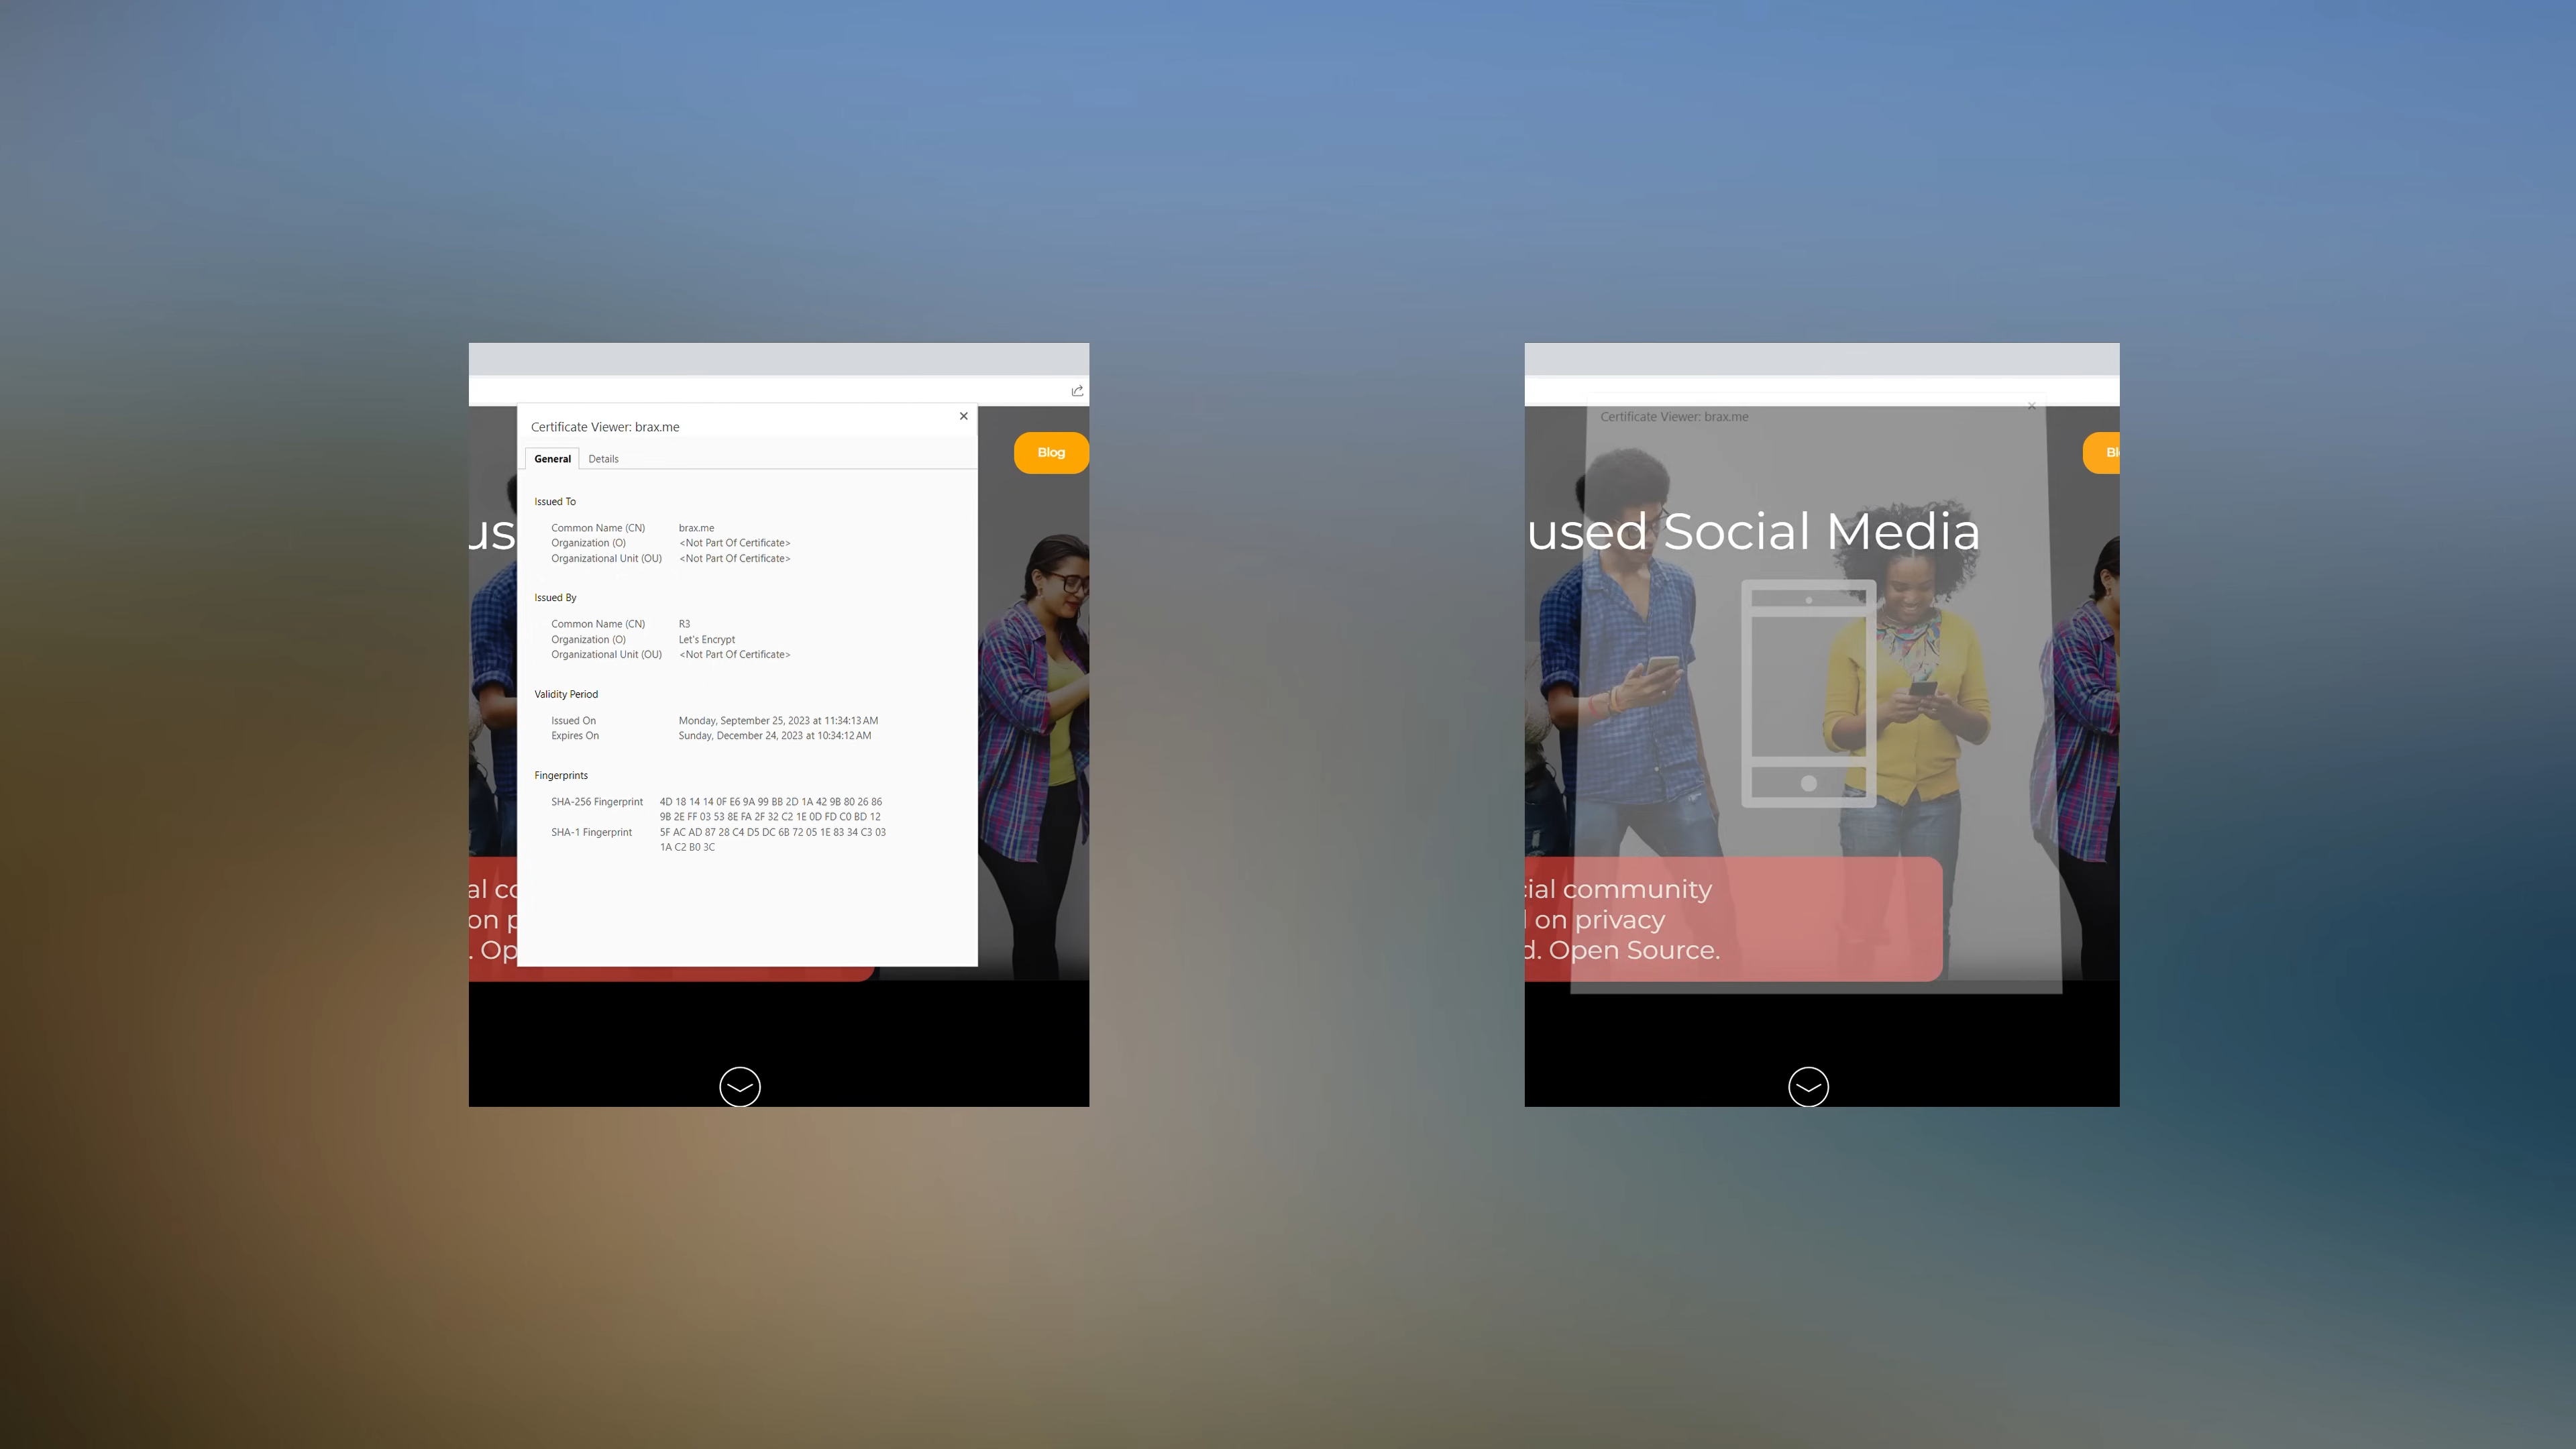 Certificate Viewer: brax.me
General Details
Issued To
Common Name (CN) brax.me
Organization (O) <Not Part Of Certificate>
Organizational Unit (OU) <Not Part Of Certificate>
Issued By
Common Name (CN) R3
Organization (O) Let's Encrypt
Organizational Unit (OU) <Not Part Of Certificate>
Validity Period
Issued On Monday, September 25, 2023 at 11:34:13 AM
Expires On Sunday, December 24, 2023 at 10:34:12 AM
Fingerprints
SHA-256 Fingerprint 4D 18 14 14 0F E6 9A 99 BB 2D 1A 42 9B 80 26 86
9B 2E FF 03 53 8E FA 2F 32 C2 1E 0D FD C0 BD 12
SHA-1 Fingerprint 5F AC AD 87 28 C4 D5 DC 6B 72 05 1E 83 34 C3 03
1A C2 B0 3C
Blog
us
al co
on p
. Op
Certificate Viewer: brax.me
Bl
used Social Media
cial community
on privacy
d. Open Source.